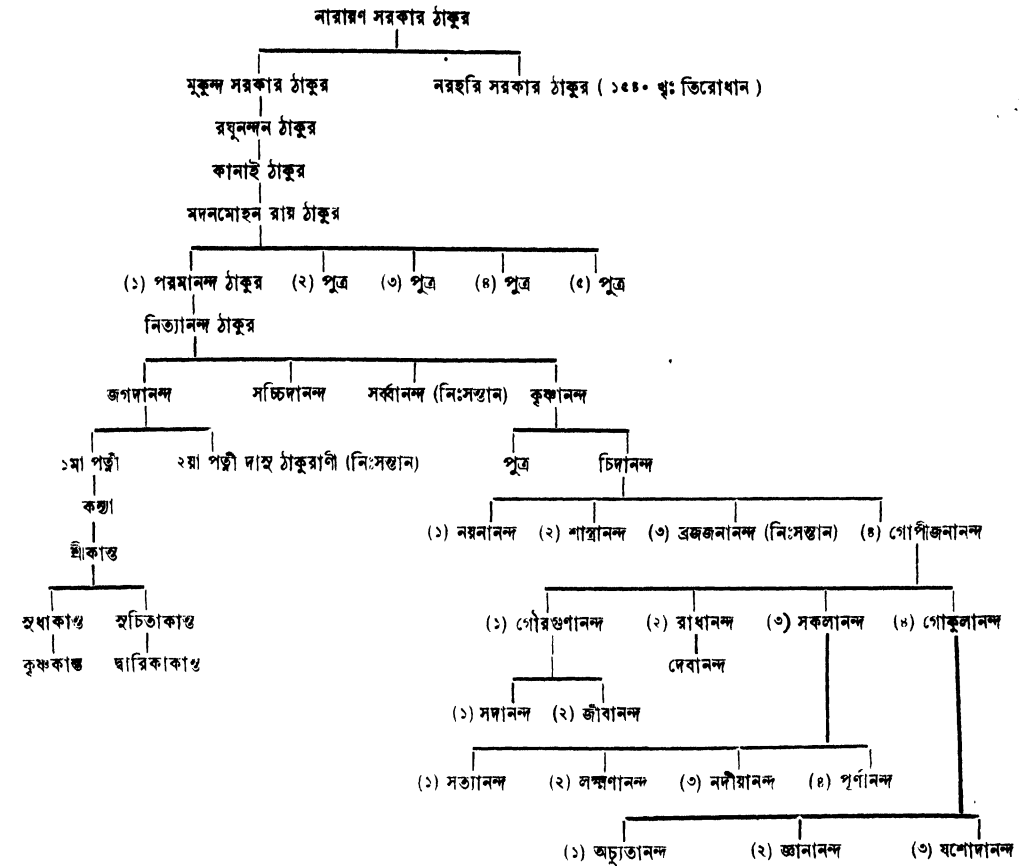 নারায়ণ সরকার ঠাকুর
মুকুন্দ সরকার ঠাকুর নরহরি সরকার ঠাকুর ( ১৫৪০ খৃঃ তিরোধান )
রঘুনন্দন ঠাকুর
কানাই ঠাকুর
মদনমোহন রায় ঠাকুর
(১) পরমানন্দ ঠাকুর (২) পুত্র (৩) পুত্র (৪) পুত্র (৫) পুত্র
নিত্যানন্দ ঠাকুর
জগদানন্দ সচ্চিদানন্দ সর্ব্বানন্দ (নিঃসন্তান) কৃষ্ণানন্দ
১মা পত্নী ২য়া পত্নী দাসু ঠাকুরাণী (নিঃসন্তান) পুত্র চিদানন্দ
কন্যা
শ্রীকান্ত
(১) নয়নানন্দ (২) শাস্ত্রানন্দ (৩) ব্রজজনানন্দ (নিঃসন্তান) (৪) গোপীজনানন্দ
সুধাকান্ত সুচিতাকান্ত (১) গৌরগুণানন্দ (২) রাধানন্দ (৩) সকলানন্দ (৪) গোকুলানন্দ
কৃষ্ণকান্ত দ্বারিকাকান্ত দেবানন্দ
(১) সদানন্দ (২) জীবানন্দ
(১) সত্যানন্দ (২) লক্ষ্মণানন্দ (৩) নদীয়ানন্দ (৪) পূর্ণানন্দ
(১) অচ্যুতানন্দ (২) জ্ঞানানন্দ (৩) যশোদানন্দ